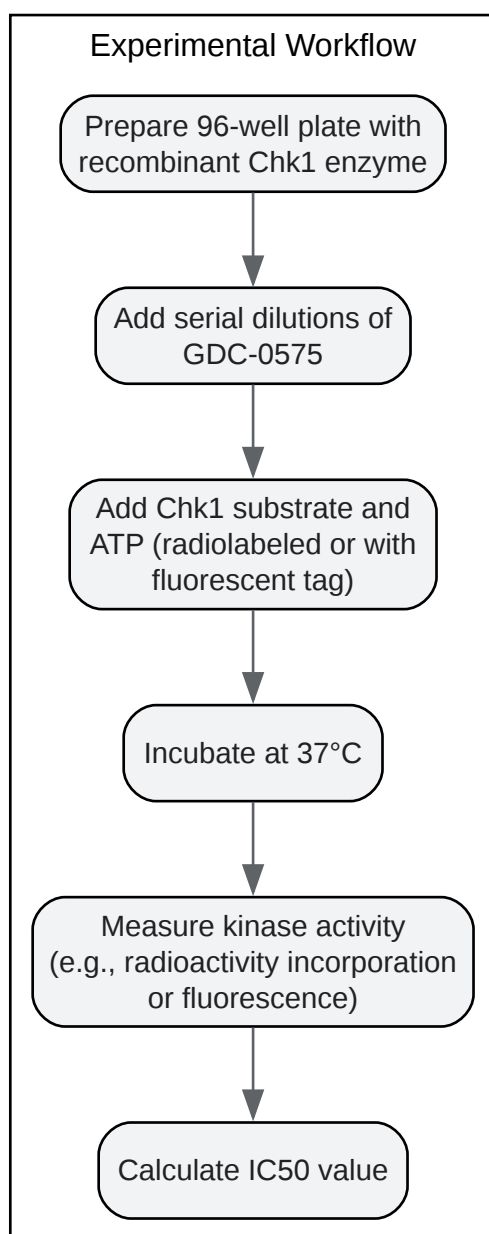 Experimental Workflow
Prepare 96-well plate with
recombinant Chk1 enzyme
Add serial dilutions of
GDC-0575
Add Chk1 substrate and
ATP (radiolabeled or with
fluorescent tag)
Incubate at 37°C
Measure kinase activity
(e.g., radioactivity incorporation
or fluorescence)
Calculate IC50 value